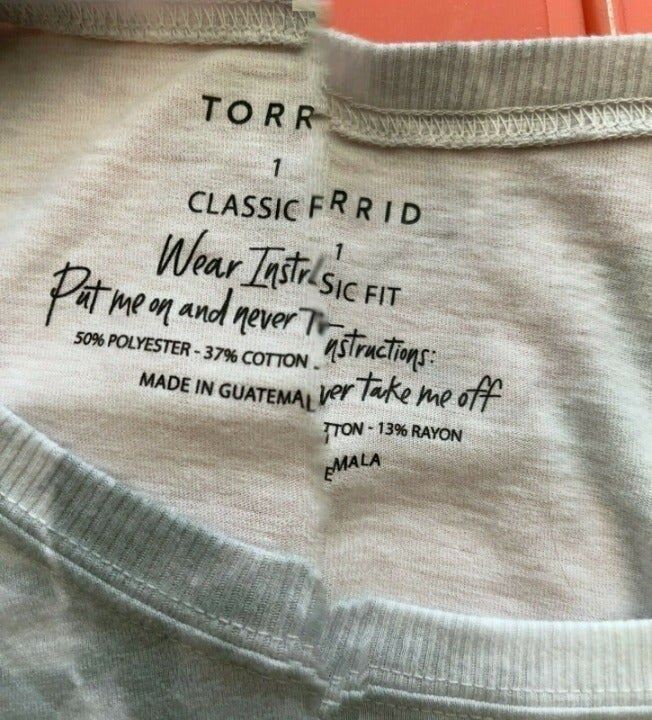 TORR
1
CLASSIC F
Wear Instr
Put me on and never T
50% POLYESTER - 37% COTTON -
MADE IN GUATEMAL
RRID
1
SIC FIT
nstructions:
ver take me off
TTON - 13% RAYON
EMALA